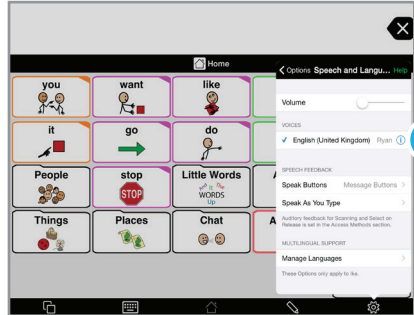 Home
Options Speech and Langu... Help
you
want
like
Volume
VOICES
English (United Kingdom) Ryan
it
go
do
People
stop
STOP
Little Words
WORDS
Up
SPEECH FEEDBACK
Speak Buttons Message Buttons
Speak As You Type
Auditory feedback for Scanning and Select on
Release is set in the Access Methods section.
Things
Places
Chat
A
MULTILINGUAL SUPPORT
Manage Languages
These Options only apply to like.